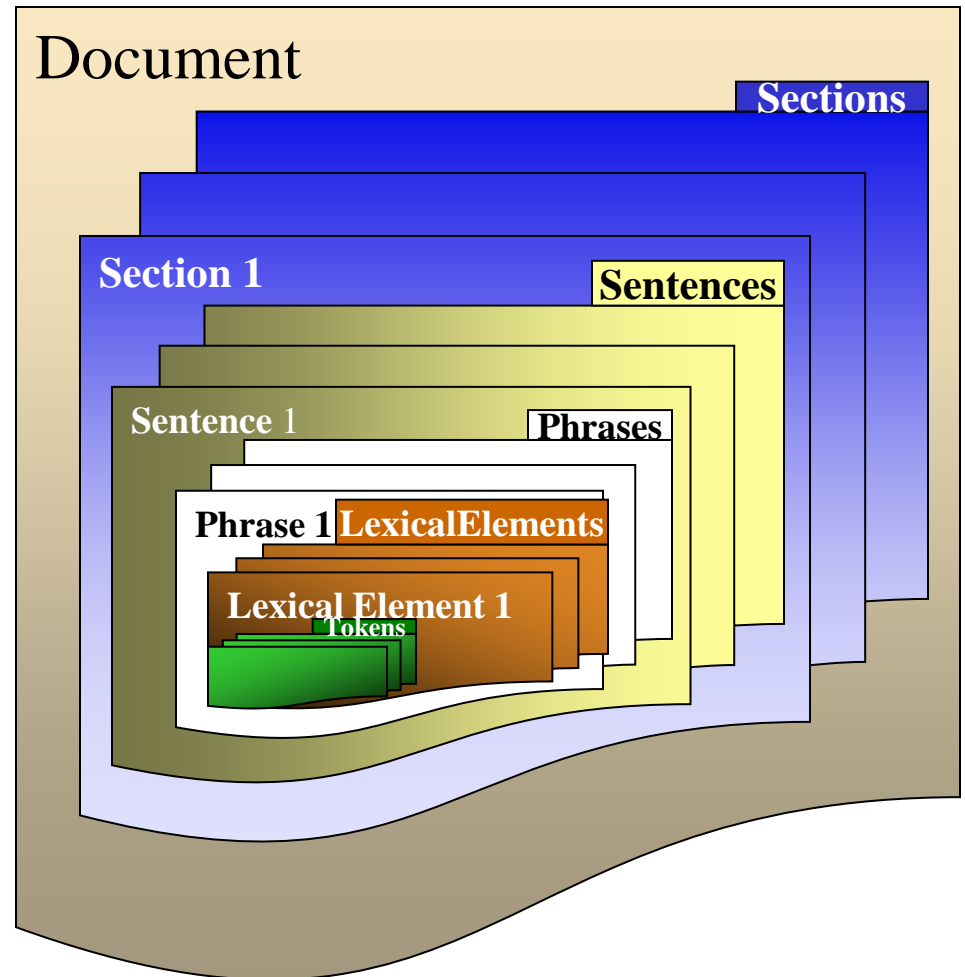 Document
Sections
Section 1
Sentences
Sentence 1
Phrases
Phrase 1
LexicalElements
Lexical Element 1
Tokens